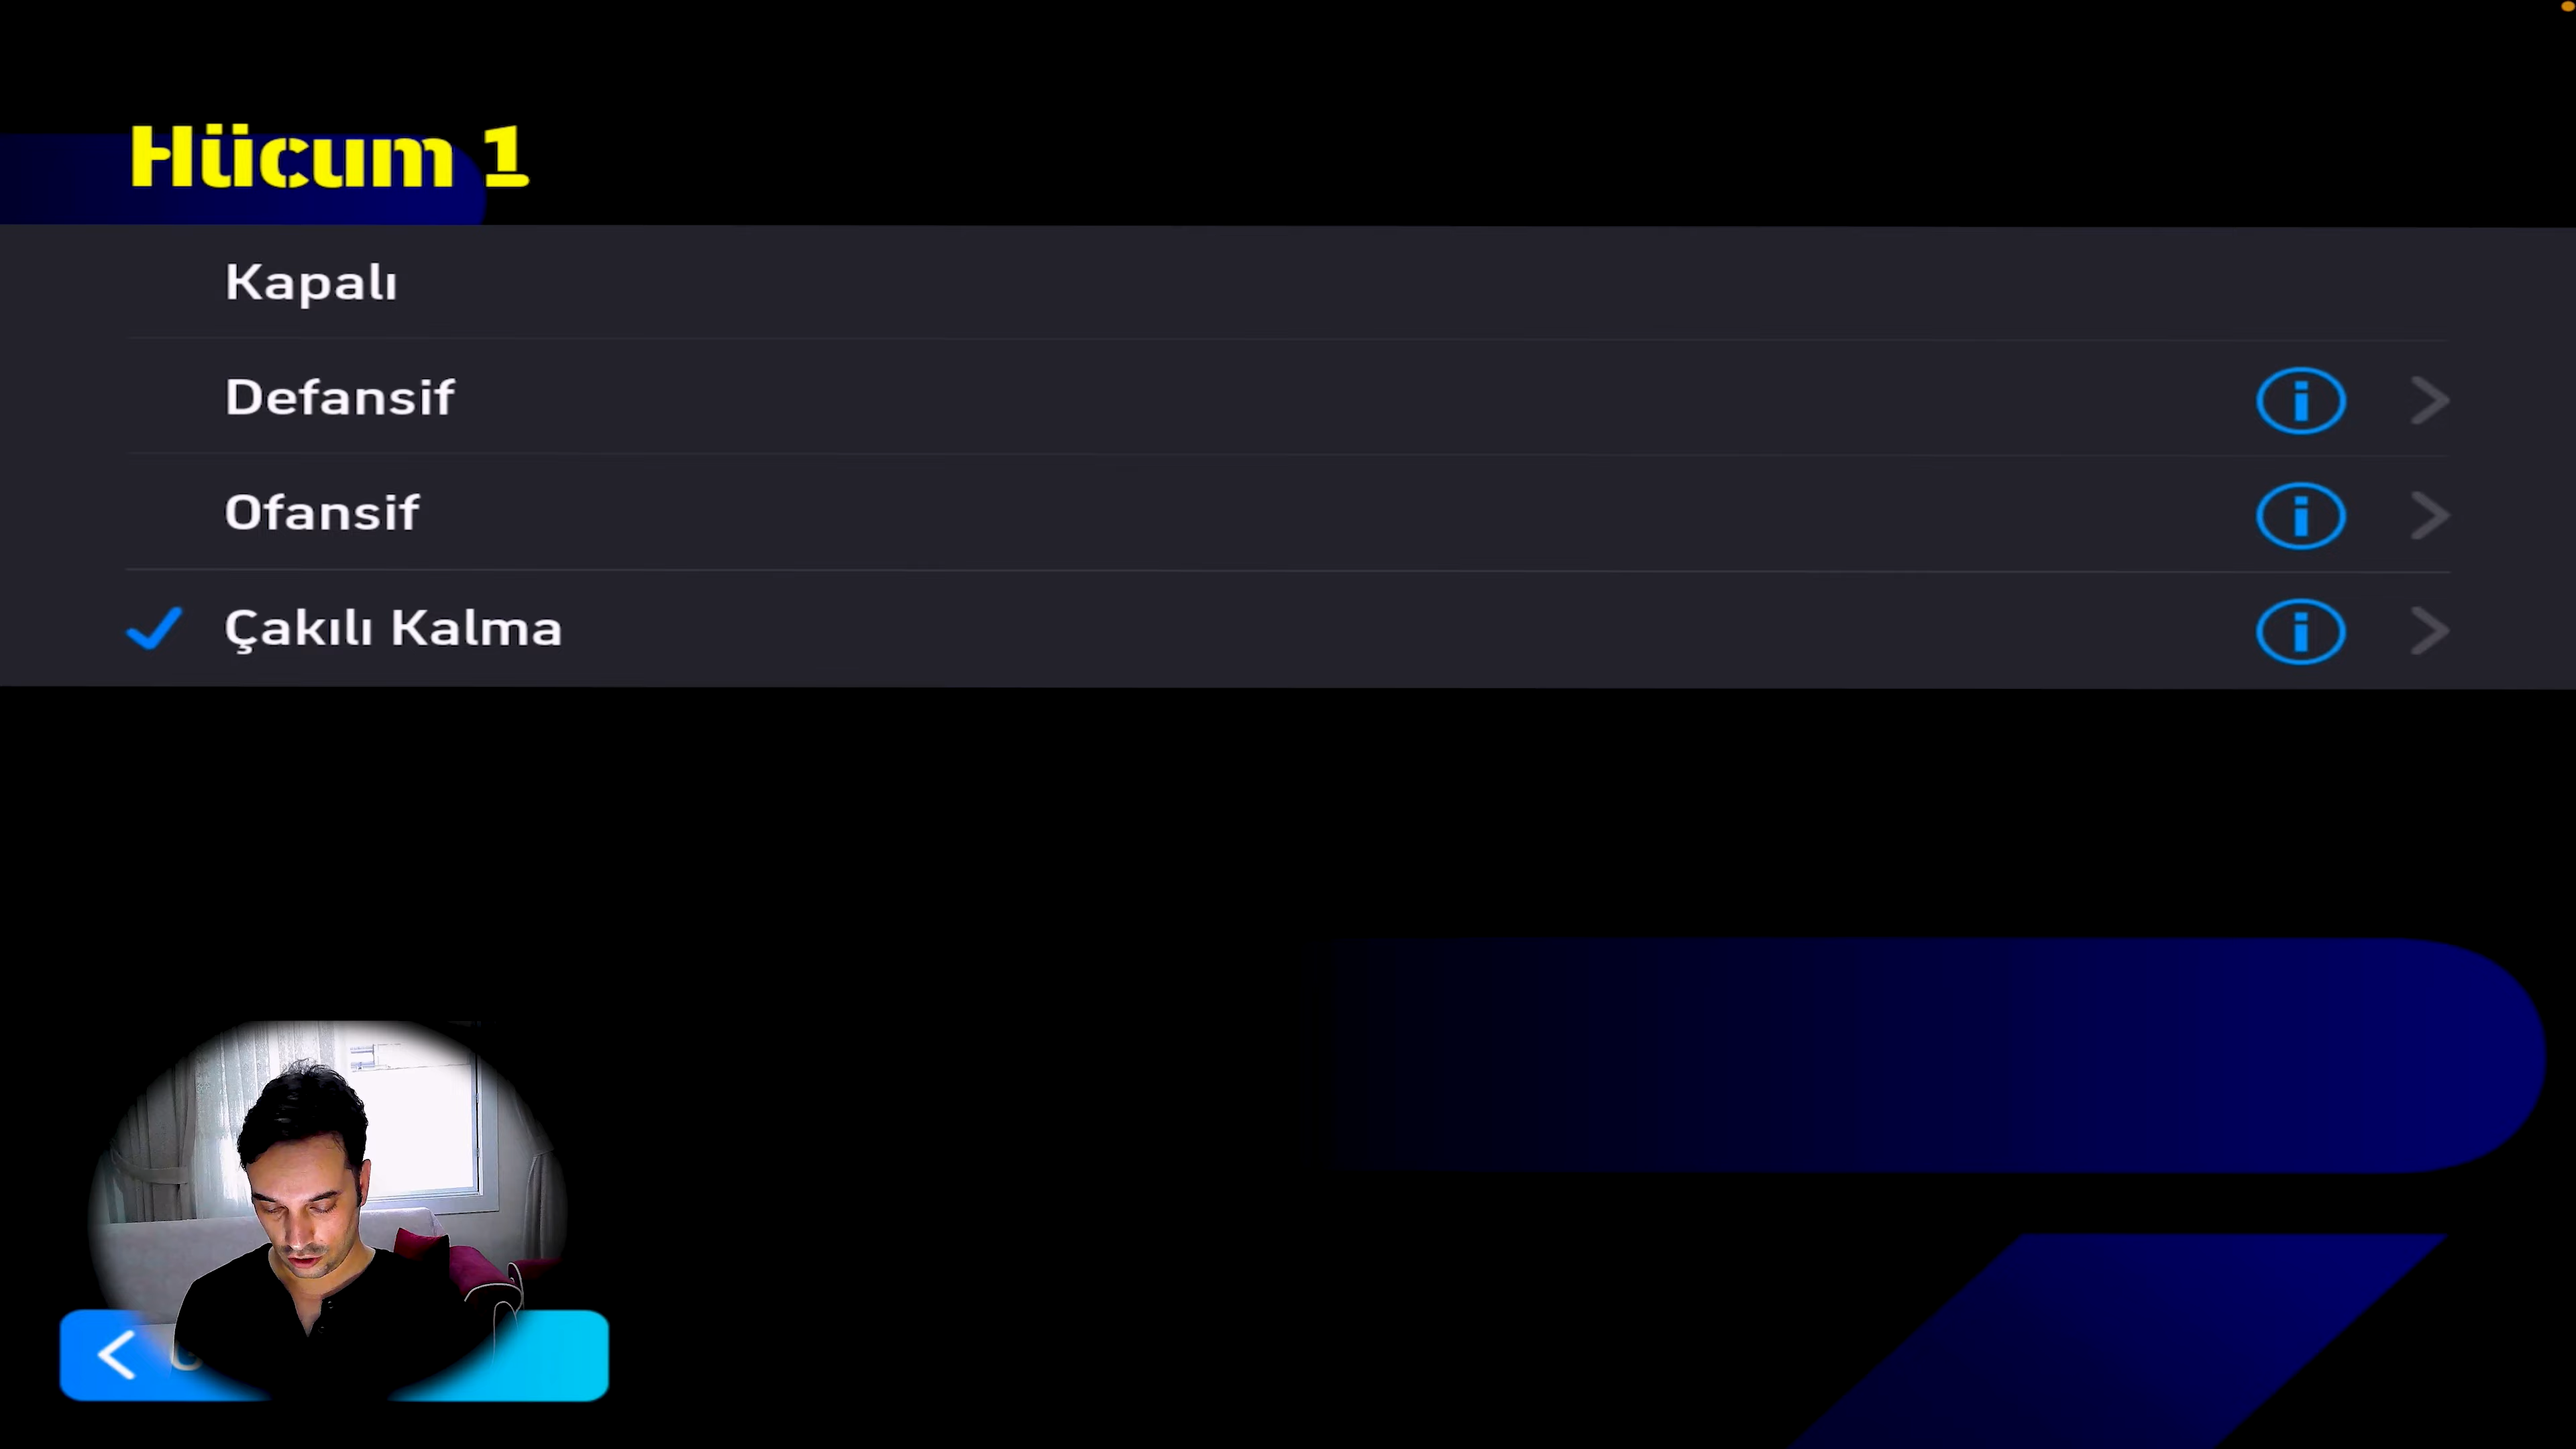 Hücum 1
Kapalı
Defansif
Ofansif
Çakılı Kalma